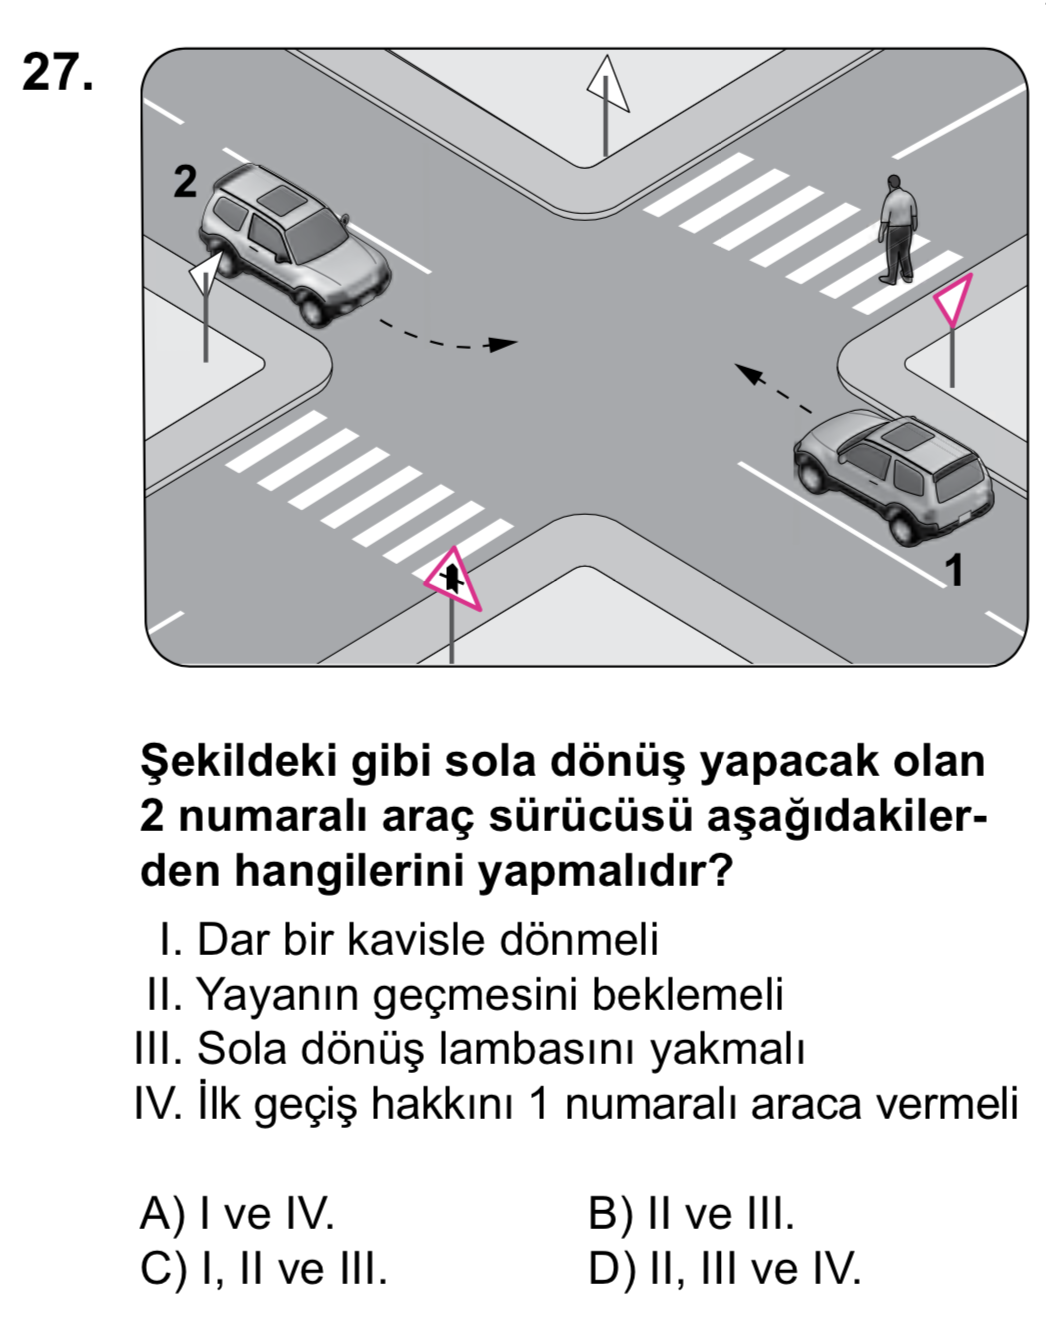 27.
2
1
Şekildeki gibi sola dönüş yapacak olan
2 numaralı araç sürücüsü aşağıdakiler-
den hangilerini yapmalıdır?
I. Dar bir kavisle dönmeli
II. Yayanın geçmesini beklemeli
III. Sola dönüş lambasını yakmalı
IV. İlk geçiş hakkını 1 numaralı araca vermeli
A) I ve IV. B) II ve III.
C) I, II ve III. D) II, III ve IV.